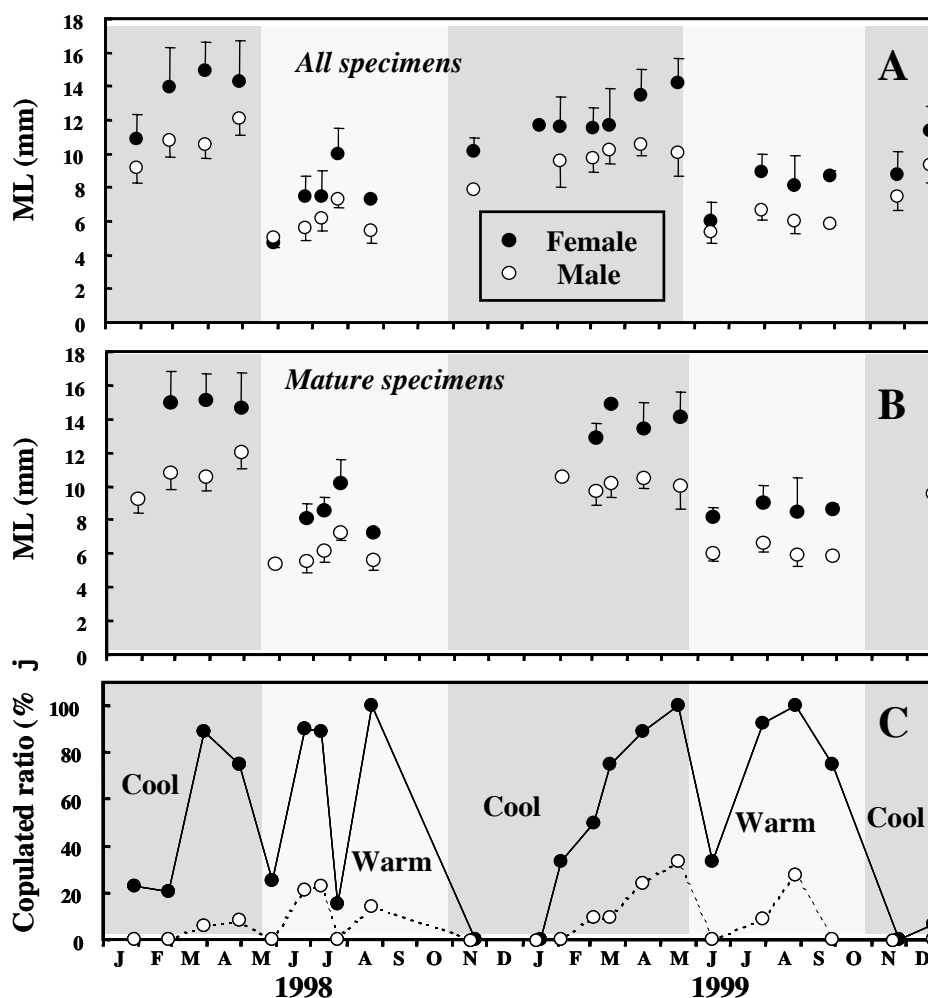 18
16
14
12
10
8
6
4
2
0
ML (mm)
All specimens
A
Female
Male
18
16
14
12
10
8
6
4
2
0
ML (mm)
Mature specimens
B
100
80
60
40
20
0
Copulated ratio (% j
C
Cool
Warm
Cool
Warm
Cool
J F M A M J J A S O N D J F M A M J J A S O N D
1998 1999